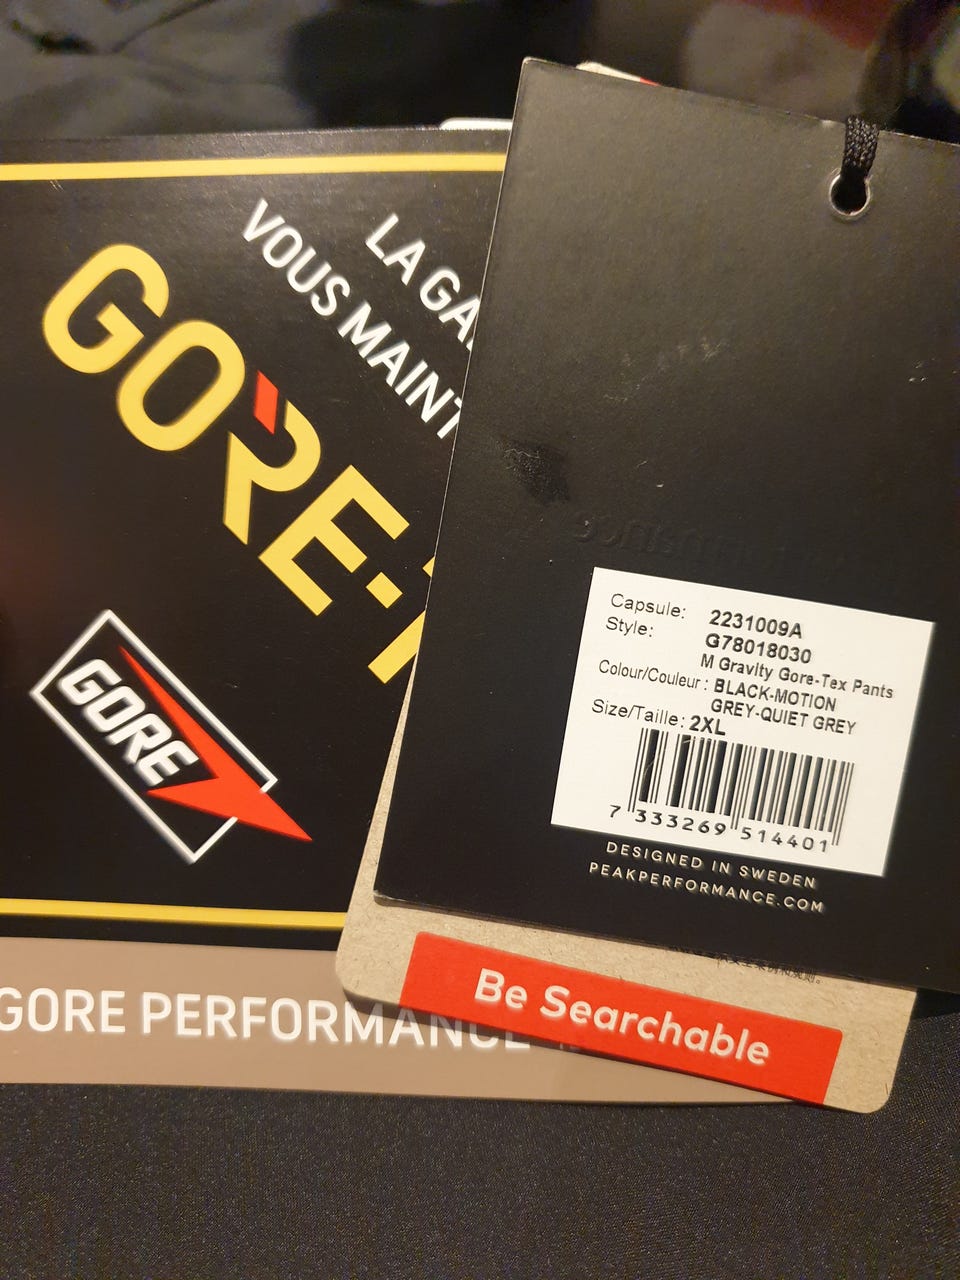 LA GA
VOUS MAINT
GORE-T
GORE
GORE PERFORMANCE
Capsule: 2231009A
Style: G78018030
M Gravity Gore-Tex Pants
Colour/Couleur : BLACK-MOTION
GREY-QUIET GREY
Size/Taille: 2XL
7 333269 514401
DESIGNED IN SWEDEN
PEAKPERFORMANCE.COM
Be Searchable